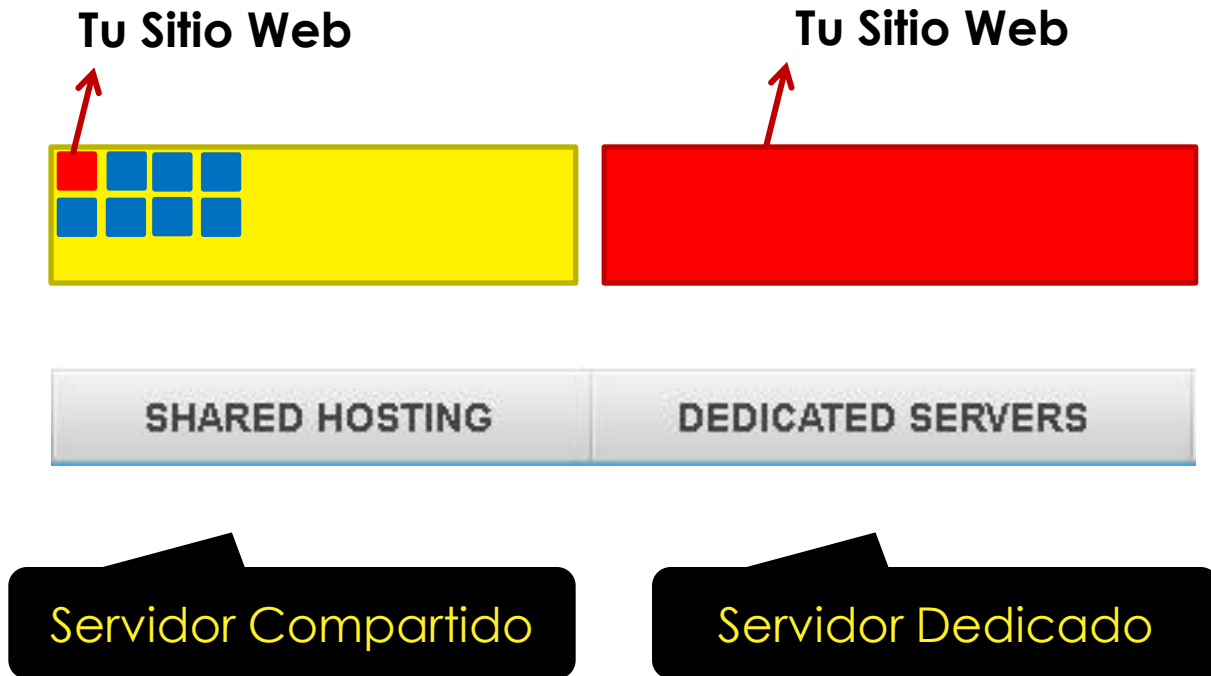 Tu Sitio Web
Tu Sitio Web
SHARED HOSTING
DEDICATED SERVERS
Servidor Compartido
Servidor Dedicado